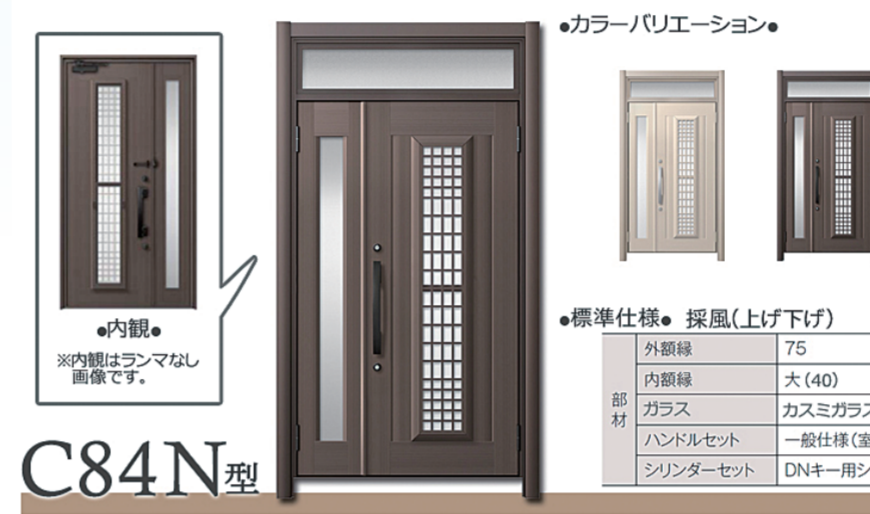 ●カラーバリエーション●
●内観●
※内観はランマなし
画像です。
C84N型
●標準仕様● 採風(上げ下げ)
部材
外額縁 75
内額縁 大(40)
ガラス カスミガラス
ハンドルセット 一般仕様(室
シリンダーセット DNキー用シ